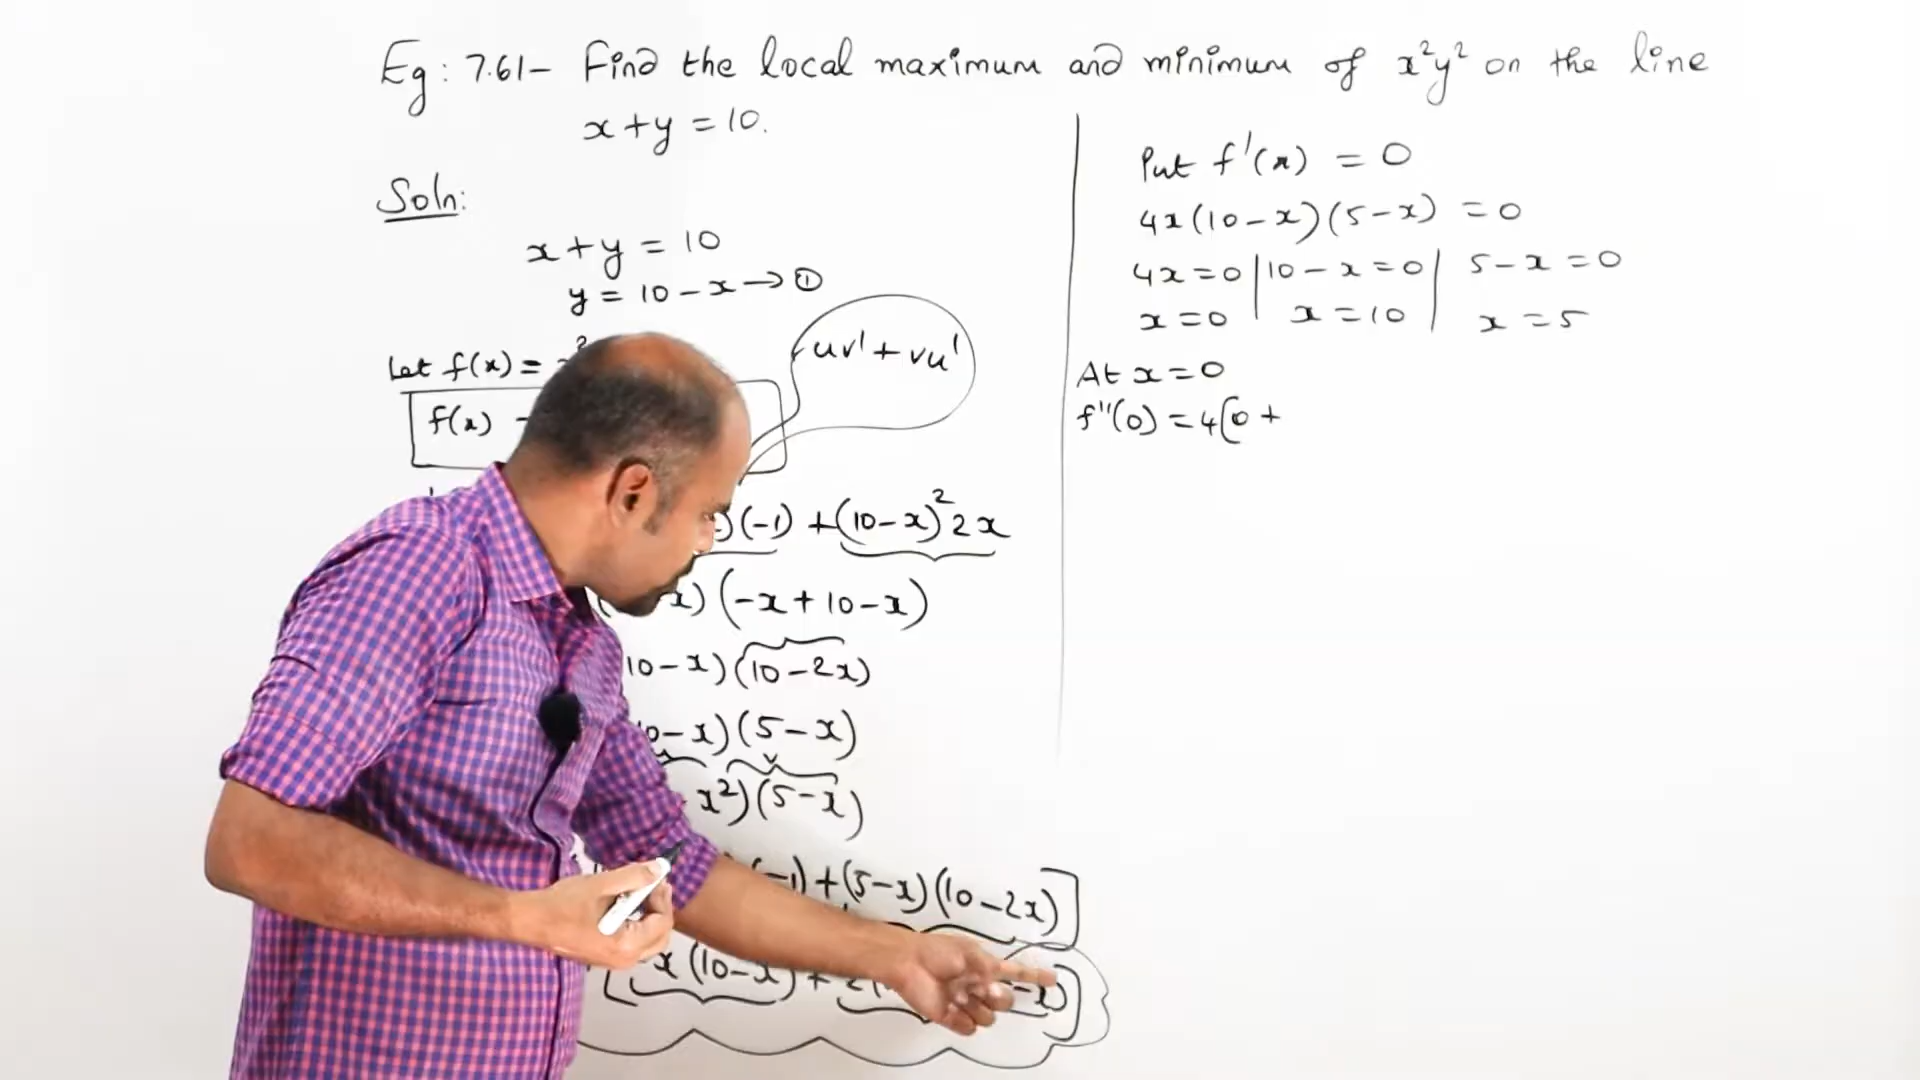 Eg: 7.61 – Find the local maximum and minimum of x²y² on the line
x + y = 10.
Soln:
x + y = 10
y = 10 – x → ①
Let f(x) =
f(x)
uv' + vu'
(-1) + (10 – x)² 2x
x) (-x + 10 – x)
10 – x) (10 – 2x)
– x) (5 – x)
x²) (5 – x)
+ (5 – x) (10 – 2x) ]
x (10 – x) +
Put f'(x) = 0
4x (10 – x) (5 – x) = 0
4x = 0 | 10 – x = 0 | 5 – x = 0
x = 0 | x = 10 | x = 5
At x = 0
f''(0) = 4 [0 +